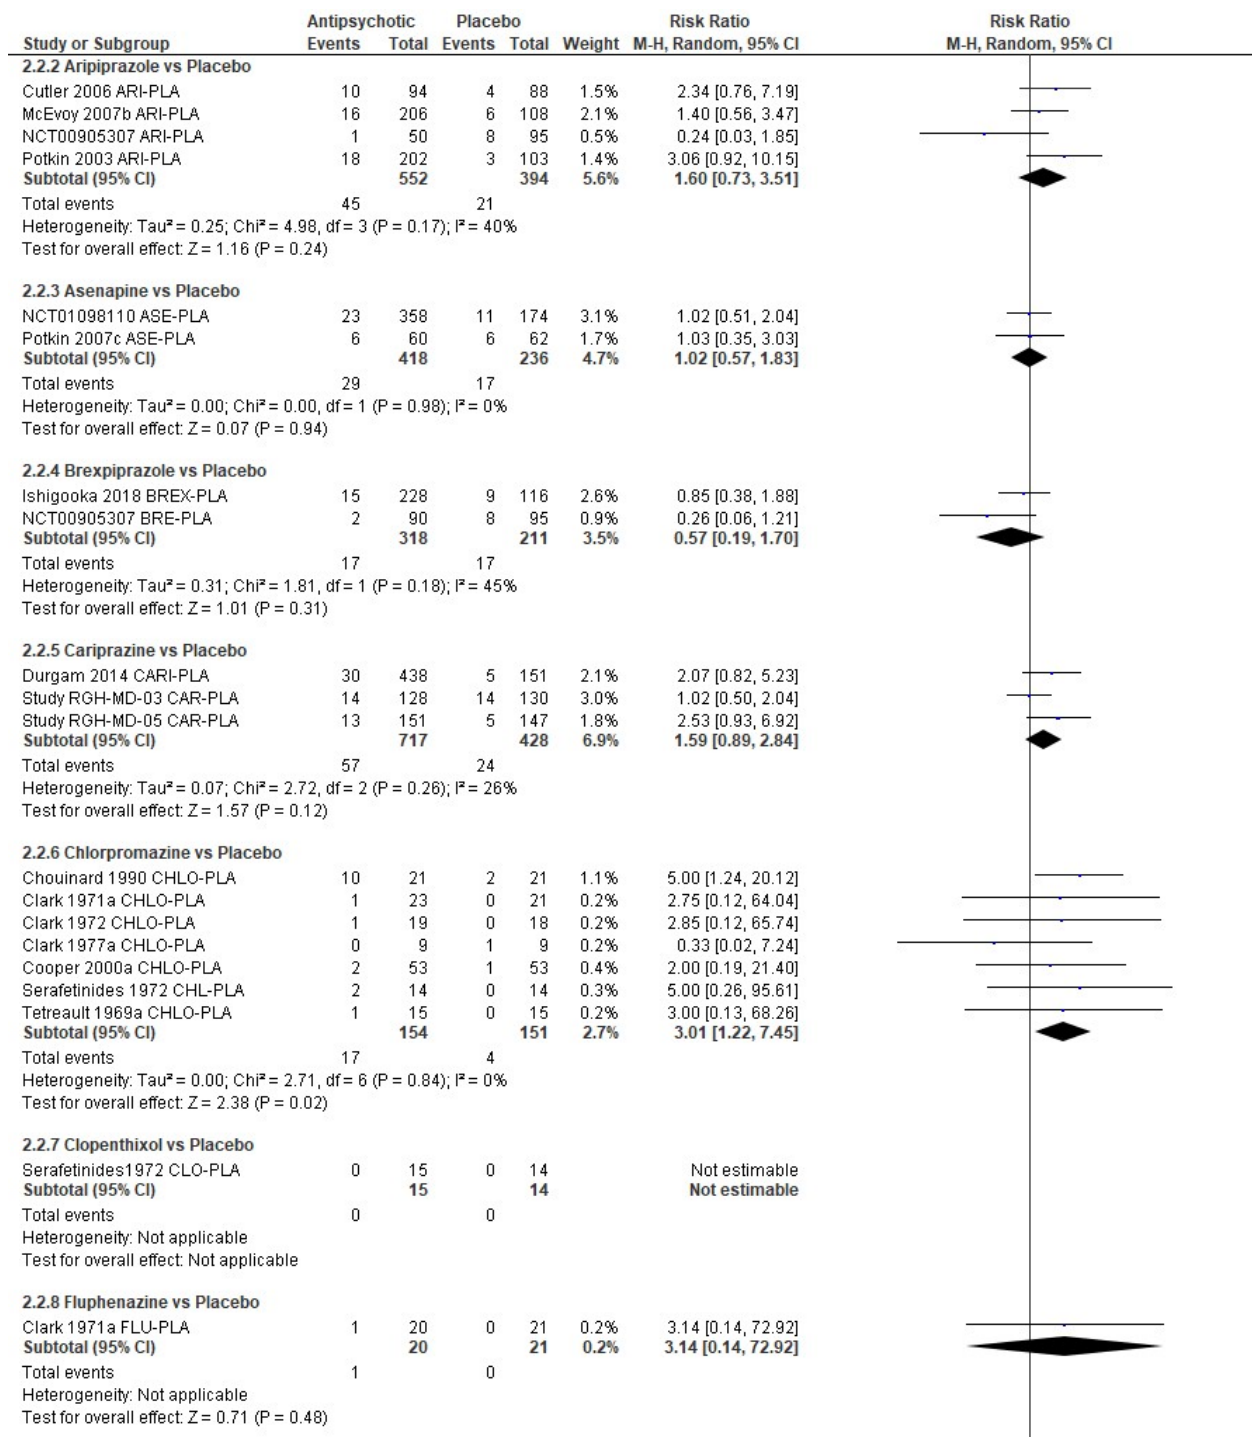 Antipsychotic Placebo Risk Ratio Risk Ratio
Study or Subgroup Events Total Events Total Weight M-H, Random, 95% CI M-H, Random, 95% CI
2.2.2 Aripiprazole vs Placebo
Cutler 2006 ARI-PLA 10 94 4 88 1.5% 2.34 [0.76, 7.19]
McEvoy 2007b ARI-PLA 16 206 6 108 2.1% 1.40 [0.56, 3.47]
NCT00905307 ARI-PLA 1 50 8 95 0.5% 0.24 [0.03, 1.85]
Potkin 2003 ARI-PLA 18 202 3 103 1.4% 3.06 [0.92, 10.15]
Subtotal (95% CI) 552 394 5.6% 1.60 [0.73, 3.51]
Total events 45 21
Heterogeneity: Tau² = 0.25; Chi² = 4.98, df = 3 (P = 0.17); I² = 40%
Test for overall effect: Z = 1.16 (P = 0.24)
2.2.3 Asenapine vs Placebo
NCT01098110 ASE-PLA 23 358 11 174 3.1% 1.02 [0.51, 2.04]
Potkin 2007c ASE-PLA 6 60 6 62 1.7% 1.03 [0.35, 3.03]
Subtotal (95% CI) 418 236 4.7% 1.02 [0.57, 1.83]
Total events 29 17
Heterogeneity: Tau² = 0.00; Chi² = 0.00, df = 1 (P = 0.98); I² = 0%
Test for overall effect: Z = 0.07 (P = 0.94)
2.2.4 Brexpiprazole vs Placebo
Ishigooka 2018 BREX-PLA 15 228 9 116 2.6% 0.85 [0.38, 1.88]
NCT00905307 BRE-PLA 2 90 8 95 0.9% 0.26 [0.06, 1.21]
Subtotal (95% CI) 318 211 3.5% 0.57 [0.19, 1.70]
Total events 17 17
Heterogeneity: Tau² = 0.31; Chi² = 1.81, df = 1 (P = 0.18); I² = 45%
Test for overall effect: Z = 1.01 (P = 0.31)
2.2.5 Cariprazine vs Placebo
Durgam 2014 CARI-PLA 30 438 5 151 2.1% 2.07 [0.82, 5.23]
Study RGH-MD-03 CAR-PLA 14 128 14 130 3.0% 1.02 [0.50, 2.04]
Study RGH-MD-05 CAR-PLA 13 151 5 147 1.8% 2.53 [0.93, 6.92]
Subtotal (95% CI) 717 428 6.9% 1.59 [0.89, 2.84]
Total events 57 24
Heterogeneity: Tau² = 0.07; Chi² = 2.72, df = 2 (P = 0.26); I² = 26%
Test for overall effect: Z = 1.57 (P = 0.12)
2.2.6 Chlorpromazine vs Placebo
Chouinard 1990 CHLO-PLA 10 21 2 21 1.1% 5.00 [1.24, 20.12]
Clark 1971a CHLO-PLA 1 23 0 21 0.2% 2.75 [0.12, 64.04]
Clark 1972 CHLO-PLA 1 19 0 18 0.2% 2.85 [0.12, 65.74]
Clark 1977a CHLO-PLA 0 9 1 9 0.2% 0.33 [0.02, 7.24]
Cooper 2000a CHLO-PLA 2 53 1 53 0.4% 2.00 [0.19, 21.40]
Serafetinides 1972 CHL-PLA 2 14 0 14 0.3% 5.00 [0.26, 95.61]
Tetreault 1969a CHLO-PLA 1 15 0 15 0.2% 3.00 [0.13, 68.26]
Subtotal (95% CI) 154 151 2.7% 3.01 [1.22, 7.45]
Total events 17 4
Heterogeneity: Tau² = 0.00; Chi² = 2.71, df = 6 (P = 0.84); I² = 0%
Test for overall effect: Z = 2.38 (P = 0.02)
2.2.7 Clopenthixol vs Placebo
Serafetinides1972 CLO-PLA 0 15 0 14 Not estimable
Subtotal (95% CI) 15 14 Not estimable
Total events 0 0
Heterogeneity: Not applicable
Test for overall effect: Not applicable
2.2.8 Fluphenazine vs Placebo
Clark 1971a FLU-PLA 1 20 0 21 0.2% 3.14 [0.14, 72.92]
Subtotal (95% CI) 20 21 0.2% 3.14 [0.14, 72.92]
Total events 1 0
Heterogeneity: Not applicable
Test for overall effect: Z = 0.71 (P = 0.48)